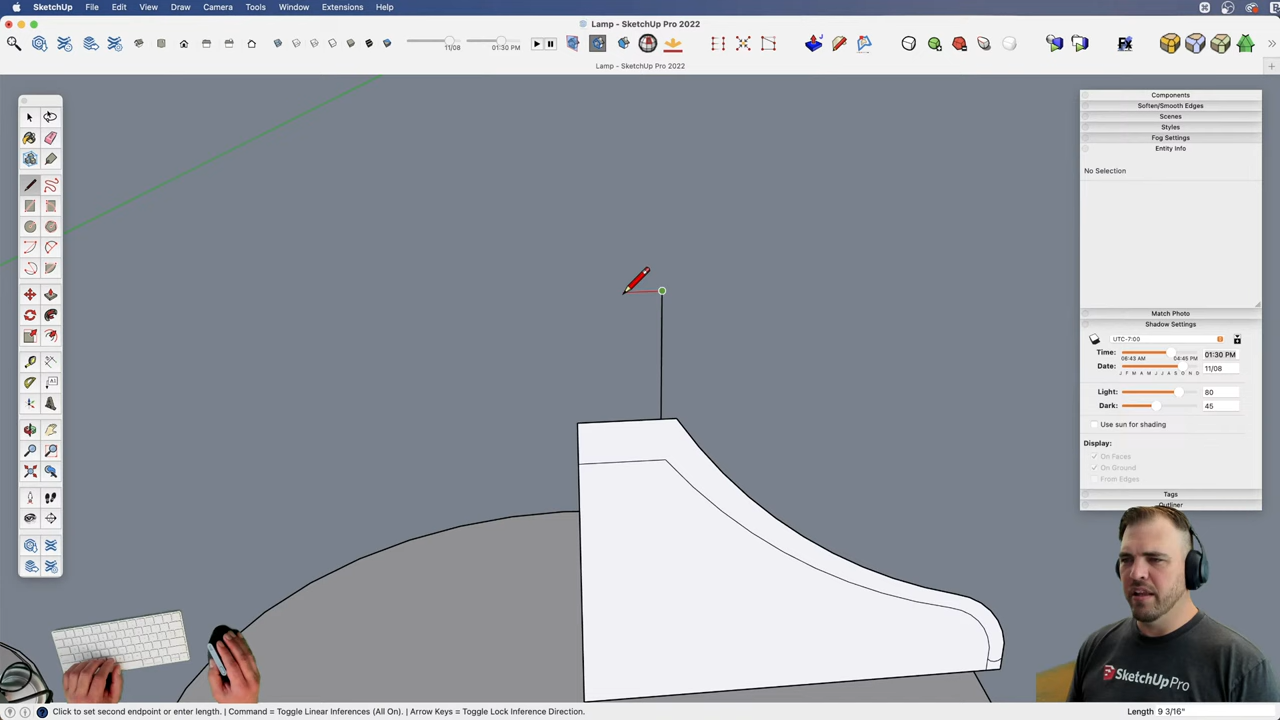 SketchUp File Edit View Draw Camera Tools Window Extensions Help
Lamp - SketchUp Pro 2022
11/08
01:30 PM
Fx
Lamp - SketchUp Pro 2022
Components
Soften/Smooth Edges
Scenes
Styles
Fog Settings
Entity Info
No Selection
Match Photo
Shadow Settings
UTC-7:00
Time: 01:30 PM
06:43 AM 04:45 PM
Date: 11/08
J F M A M J J A S O N D
Light: 80
Dark: 45
Use sun for shading
Display:
On Faces
On Ground
From Edges
Tags
Outliner
SketchUp Pro
Click to set second endpoint or enter length. | Command = Toggle Linear Inferences (All On). | Arrow Keys = Toggle Lock Inference Direction.
Length 9 3/16"